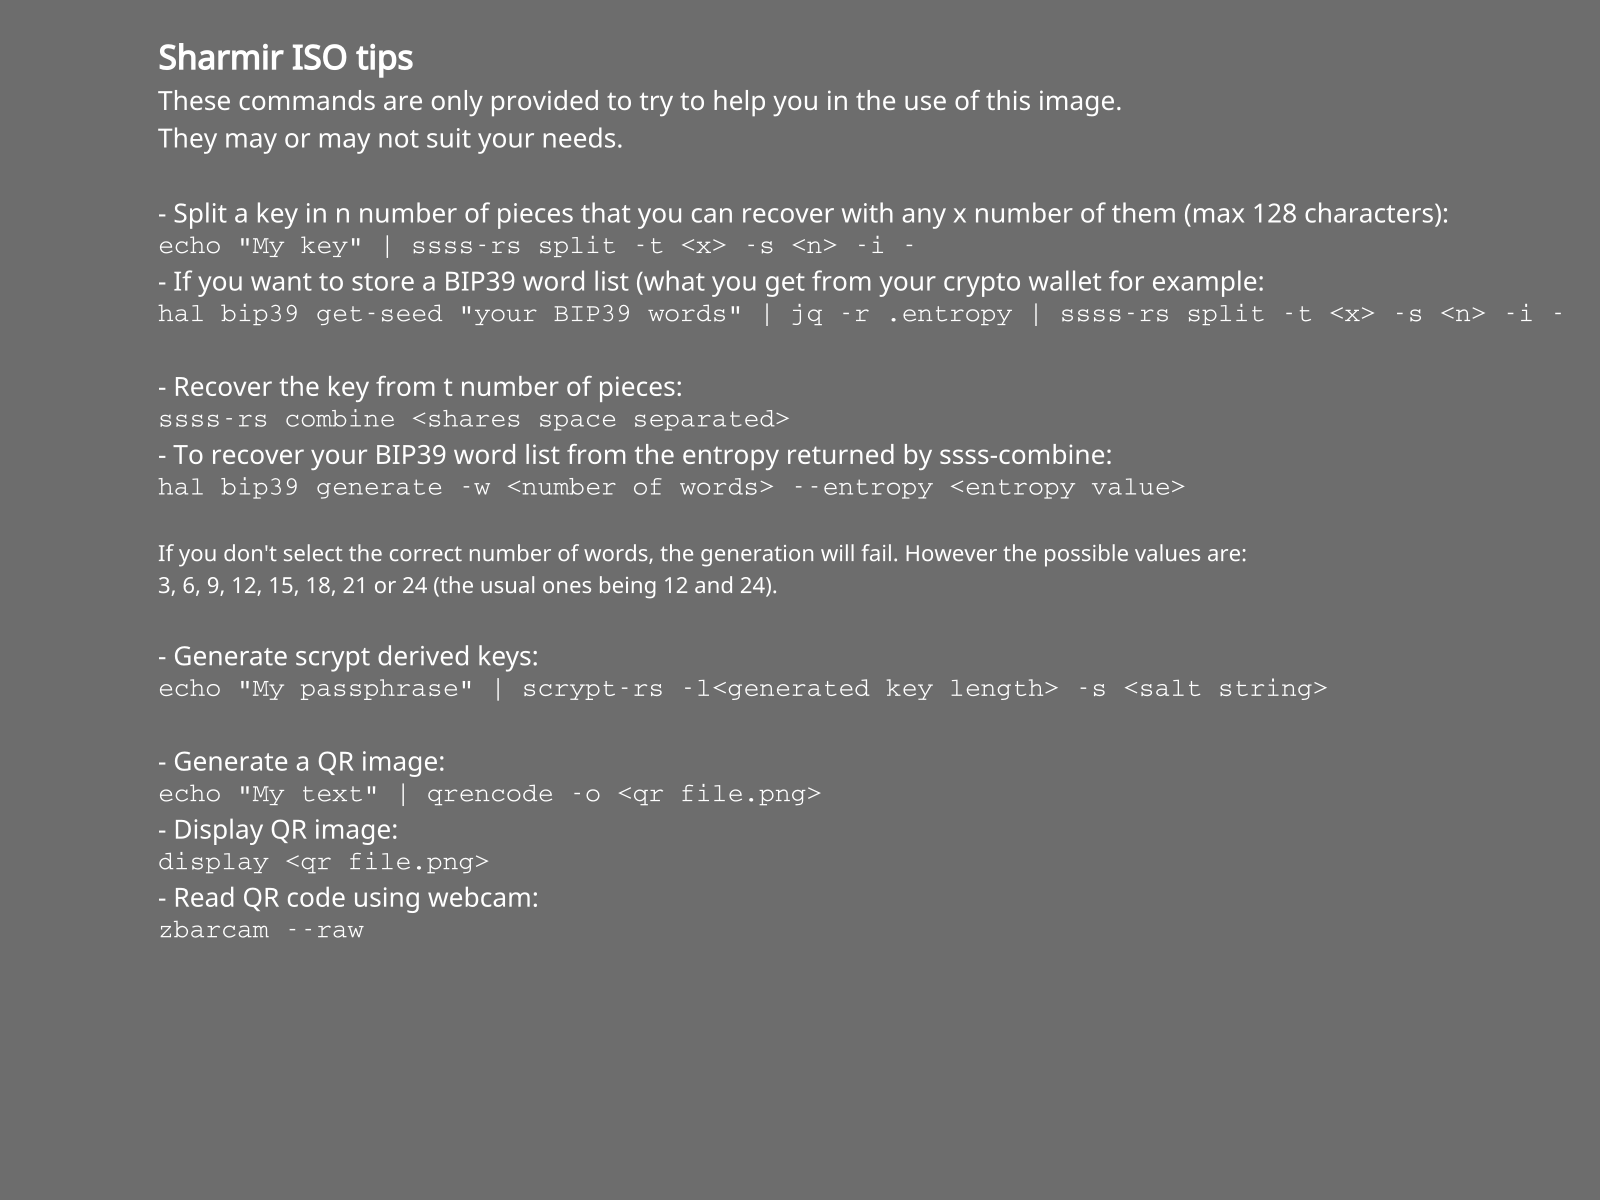 Sharmir ISO tips
These commands are only provided to try to help you in the use of this image.
They may or may not suit your needs.
- Split a key in n number of pieces that you can recover with any x number of them (max 128 characters):
echo "My key" | ssss-rs split -t <x> -s <n> -i -
- If you want to store a BIP39 word list (what you get from your crypto wallet for example:
hal bip39 get-seed "your BIP39 words" | jq -r .entropy | ssss-rs split -t <x> -s <n> -i -
- Recover the key from t number of pieces:
ssss-rs combine <shares space separated>
- To recover your BIP39 word list from the entropy returned by ssss-combine:
hal bip39 generate -w <number of words> --entropy <entropy value>
If you don't select the correct number of words, the generation will fail. However the possible values are:
3, 6, 9, 12, 15, 18, 21 or 24 (the usual ones being 12 and 24).
- Generate scrypt derived keys:
echo "My passphrase" | scrypt-rs -l<generated key length> -s <salt string>
- Generate a QR image:
echo "My text" | qrencode -o <qr file.png>
- Display QR image:
display <qr file.png>
- Read QR code using webcam:
zbarcam --raw